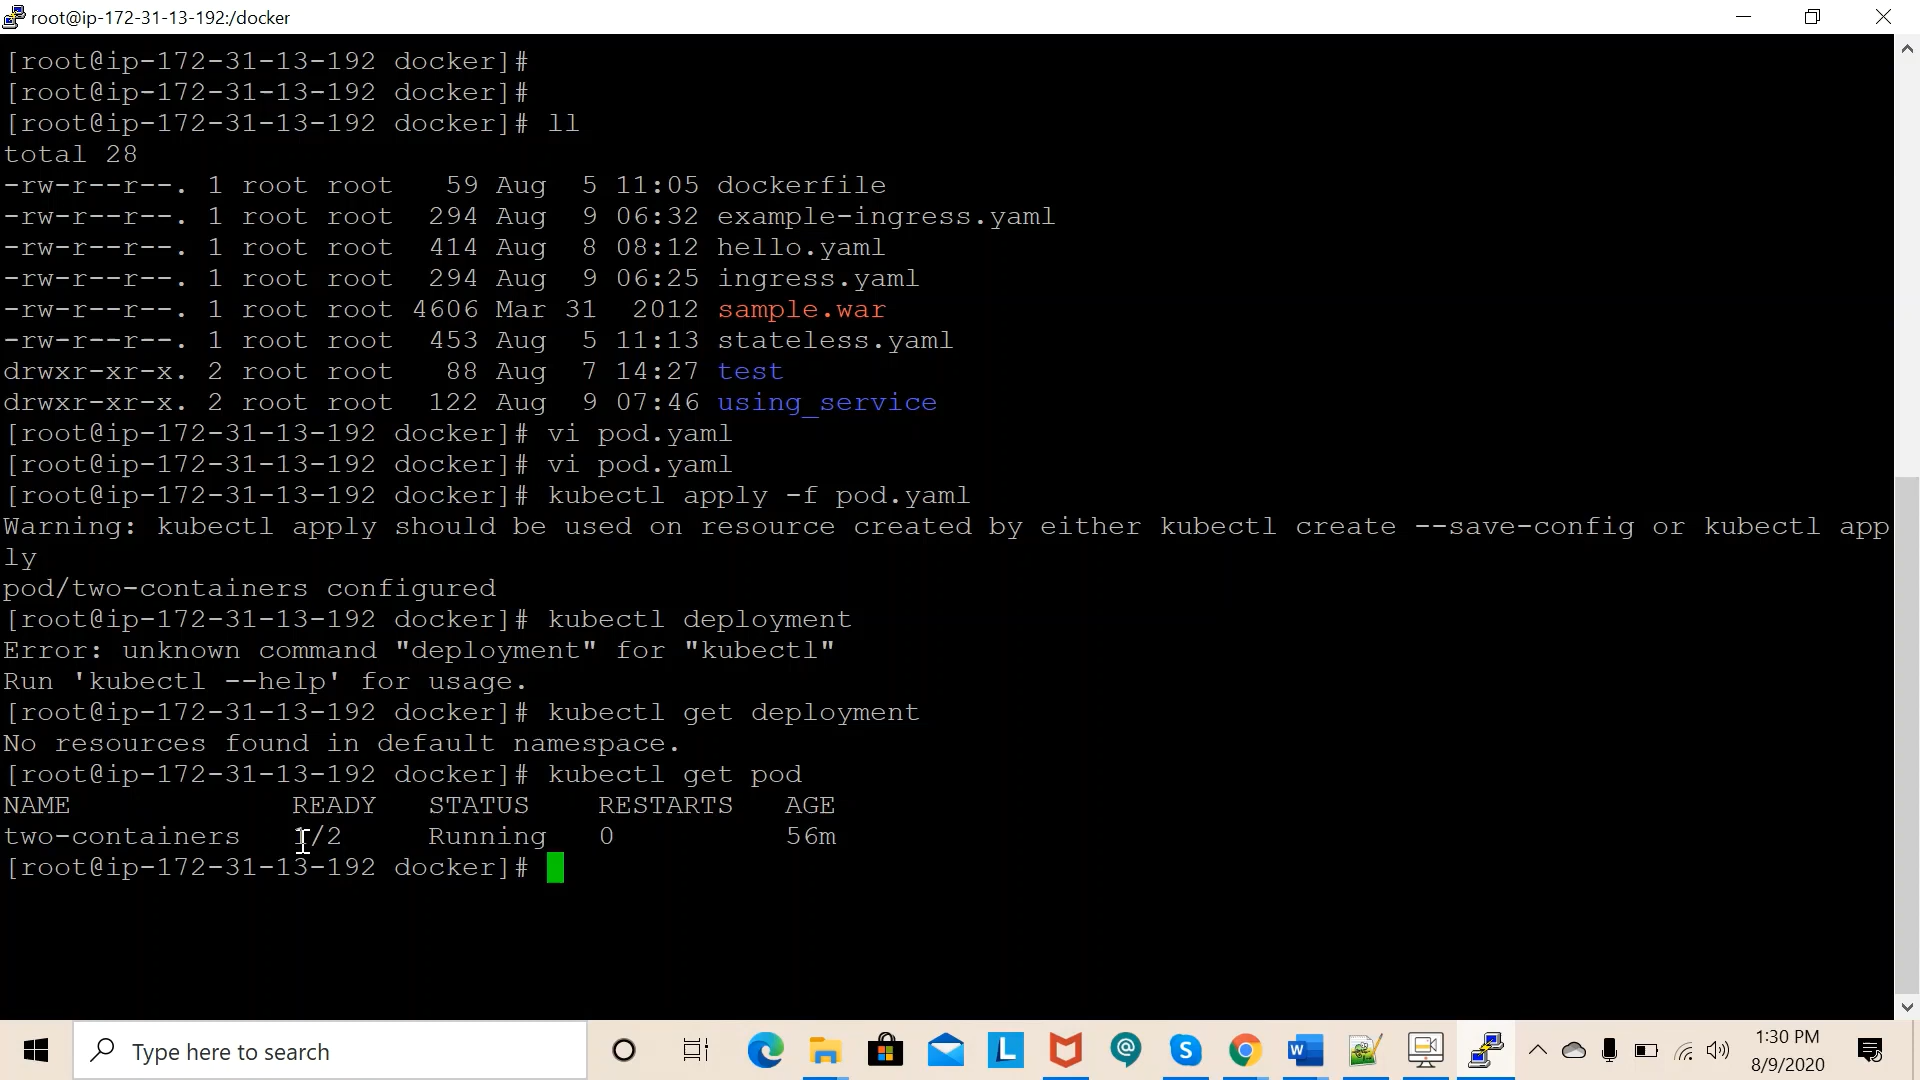 root@ip-172-31-13-192:/docker
[root@ip-172-31-13-192 docker]#
[root@ip-172-31-13-192 docker]#
[root@ip-172-31-13-192 docker]# ll
total 28
-rw-r--r--. 1 root root   59 Aug  5 11:05 dockerfile
-rw-r--r--. 1 root root  294 Aug  9 06:32 example-ingress.yaml
-rw-r--r--. 1 root root  414 Aug  8 08:12 hello.yaml
-rw-r--r--. 1 root root  294 Aug  9 06:25 ingress.yaml
-rw-r--r--. 1 root root 4606 Mar 31  2012 sample.war
-rw-r--r--. 1 root root  453 Aug  5 11:13 stateless.yaml
drwxr-xr-x. 2 root root   88 Aug  7 14:27 test
drwxr-xr-x. 2 root root  122 Aug  9 07:46 using_service
[root@ip-172-31-13-192 docker]# vi pod.yaml
[root@ip-172-31-13-192 docker]# vi pod.yaml
[root@ip-172-31-13-192 docker]# kubectl apply -f pod.yaml
Warning: kubectl apply should be used on resource created by either kubectl create --save-config or kubectl app
ly
pod/two-containers configured
[root@ip-172-31-13-192 docker]# kubectl deployment
Error: unknown command "deployment" for "kubectl"
Run 'kubectl --help' for usage.
[root@ip-172-31-13-192 docker]# kubectl get deployment
No resources found in default namespace.
[root@ip-172-31-13-192 docker]# kubectl get pod
NAME             READY   STATUS    RESTARTS   AGE
two-containers   1/2     Running   0          56m
[root@ip-172-31-13-192 docker]#
Type here to search
1:30 PM
8/9/2020